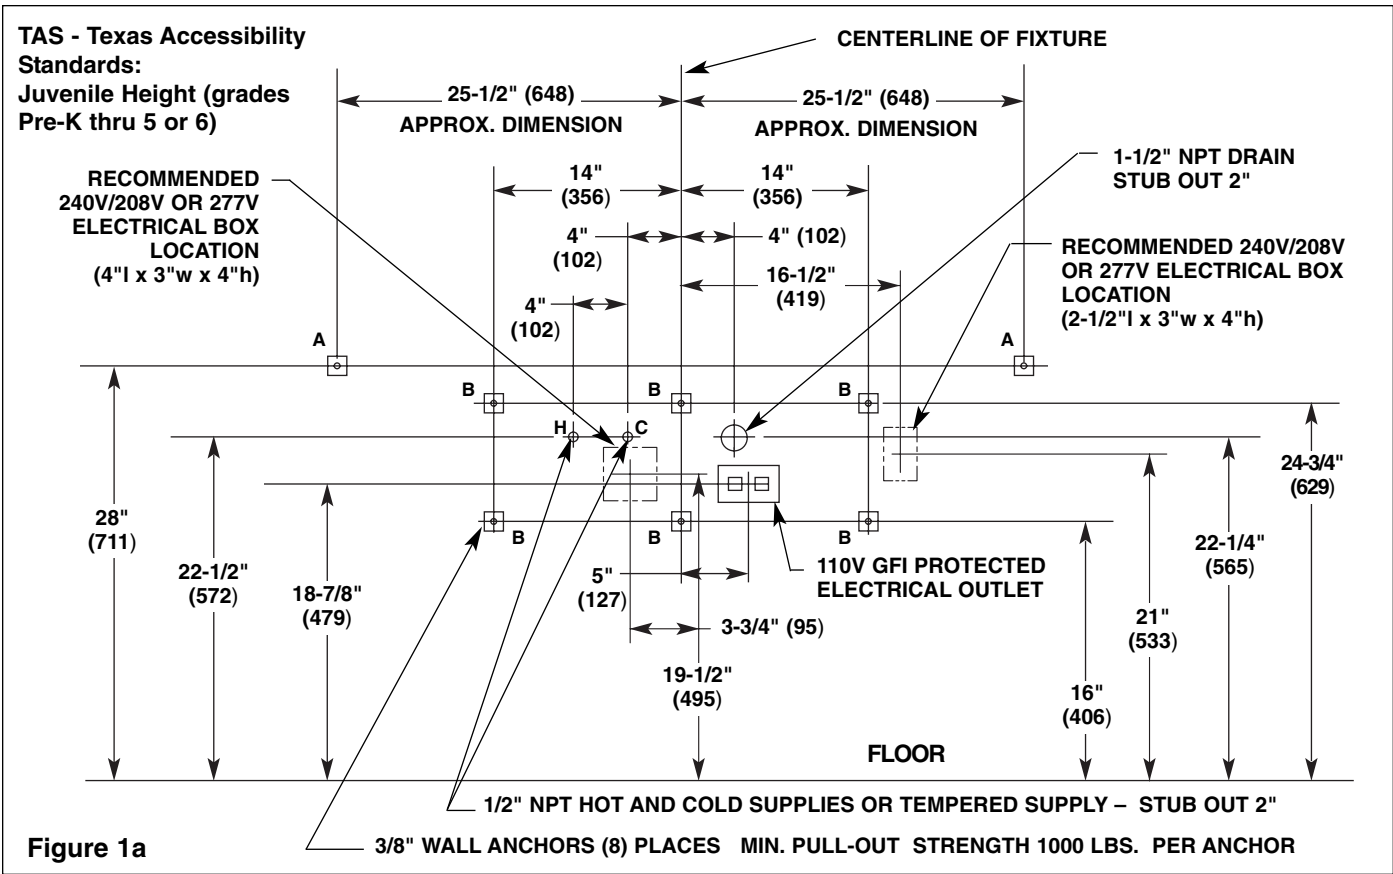 TAS - Texas Accessibility
Standards:
Juvenile Height (grades
Pre-K thru 5 or 6)
CENTERLINE OF FIXTURE
25-1/2" (648)
APPROX. DIMENSION
25-1/2" (648)
APPROX. DIMENSION
1-1/2" NPT DRAIN
STUB OUT 2"
RECOMMENDED
240V/208V OR 277V
ELECTRICAL BOX
LOCATION
(4"l x 3"w x 4"h)
14"
(356)
14"
(356)
4"
(102)
4" (102)
RECOMMENDED 240V/208V
OR 277V ELECTRICAL BOX
LOCATION
(2-1/2"l x 3"w x 4"h)
16-1/2"
(419)
4"
(102)
A
A
B
B
B
H
C
24-3/4"
(629)
28"
(711)
B
B
B
22-1/2"
(572)
18-7/8"
(479)
5"
(127)
110V GFI PROTECTED
ELECTRICAL OUTLET
22-1/4"
(565)
3-3/4" (95)
21"
(533)
19-1/2"
(495)
16"
(406)
FLOOR
1/2" NPT HOT AND COLD SUPPLIES OR TEMPERED SUPPLY – STUB OUT 2"
3/8" WALL ANCHORS (8) PLACES MIN. PULL-OUT STRENGTH 1000 LBS. PER ANCHOR
Figure 1a